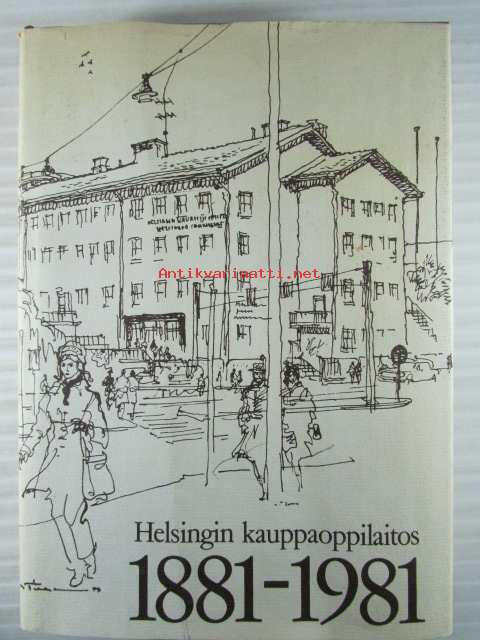 Antikvariaatti.net
Helsingin kauppaoppilaitos
1881-1981